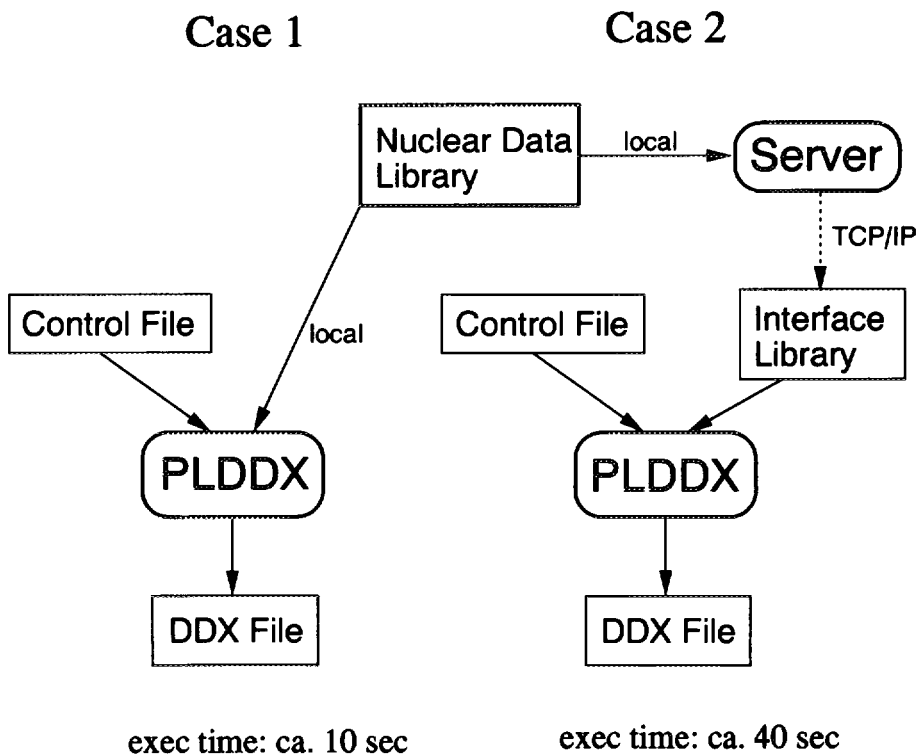 Case 1
Case 2
Nuclear Data
Library
local
Server
TCP/IP
Control File
local
Control File
Interface
Library
PLDDX
PLDDX
DDX File
DDX File
exec time: ca. 10 sec
exec time: ca. 40 sec